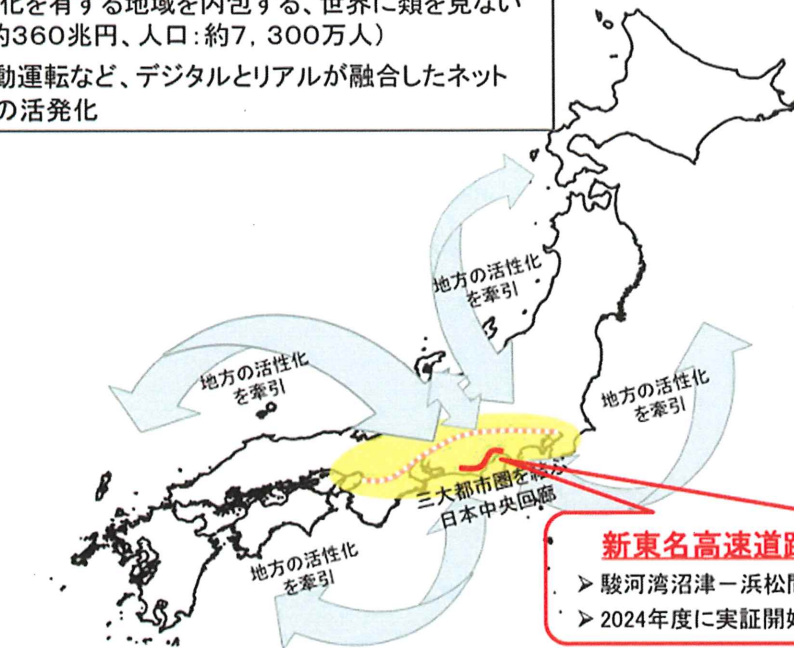 化を有する地域を内包する、世界に類を見ない
約360兆円、人口:約7,300万人)
動運転など、デジタルとリアルが融合したネット
の活発化
地方の活性化
を牽引
地方の活性化
を牽引
地方の活性化
を牽引
三大都市圏を結ぶ
日本中央回廊
地方の活性化
を牽引
新東名高速道路
➢ 駿河湾沼津-浜松間
➢ 2024年度に実証開始